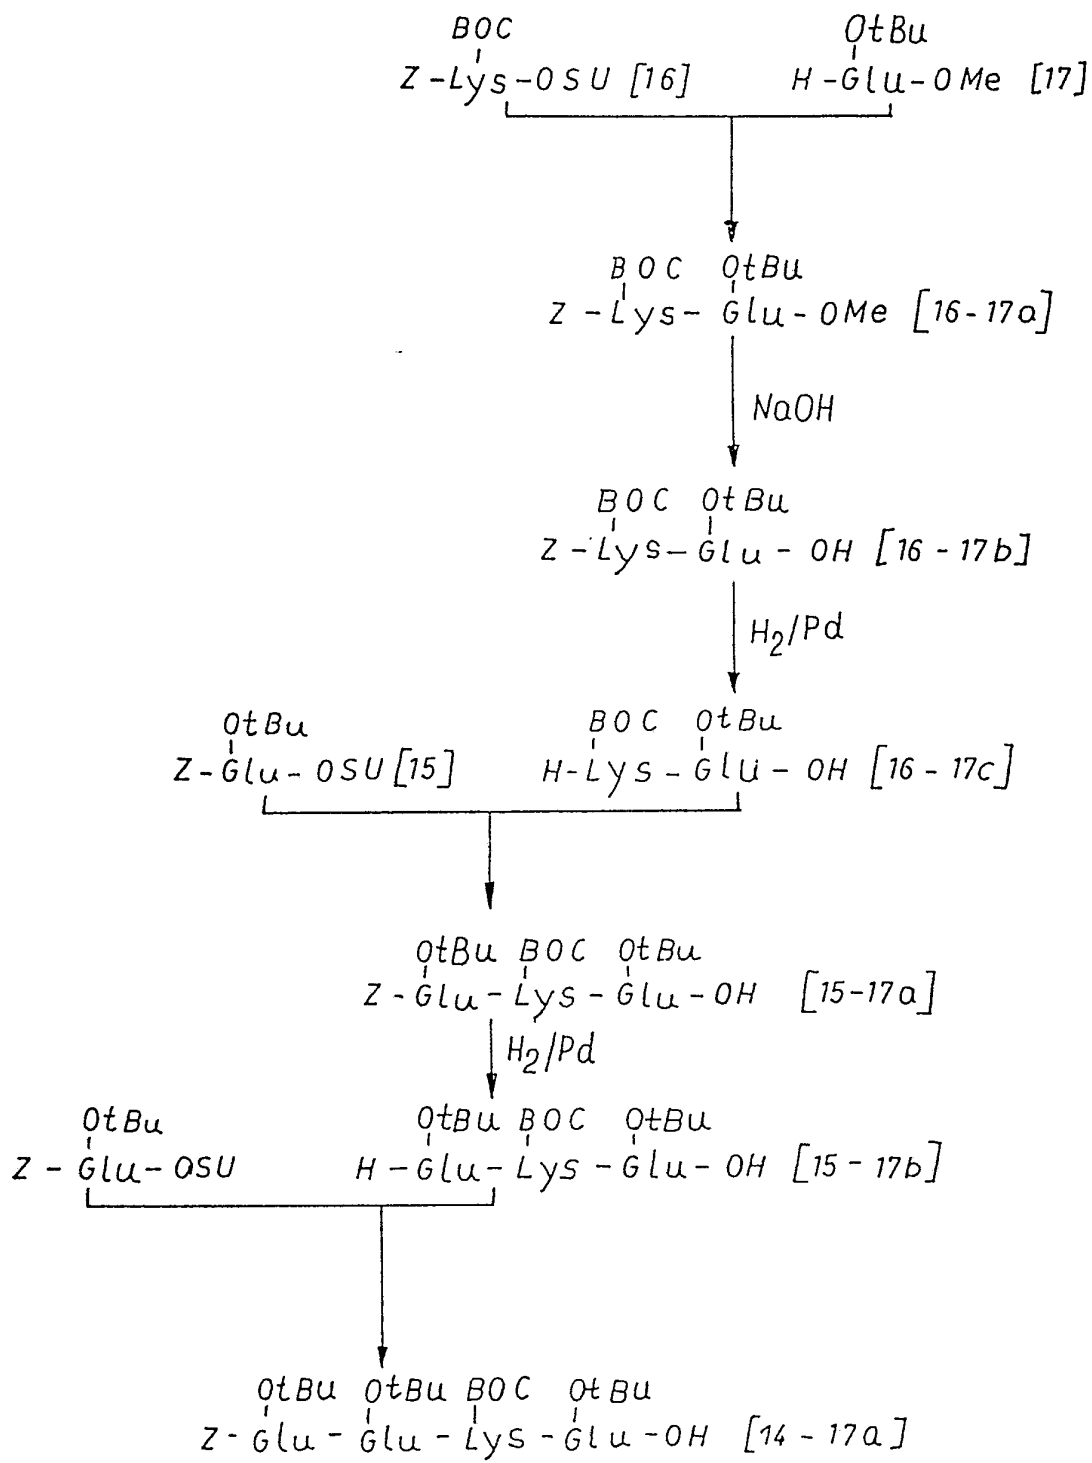 BOC OtBu
Z-Lys-OSU [16] H-Glu-OMe [17]
BOC OtBu
Z-Lys-Glu-OMe [16-17a]
NaOH
BOC OtBu
Z-Lys-Glu-OH [16-17b]
H2/Pd
OtBu BOC OtBu
Z-Glu-OSU [15] H-Lys-Glu-OH [16-17c]
OtBu BOC OtBu
Z-Glu-Lys-Glu-OH [15-17a]
H2/Pd
OtBu OtBu BOC OtBu
Z-Glu-OSU H-Glu-Lys-Glu-OH [15-17b]
OtBu OtBu BOC OtBu
Z-Glu-Glu-Lys-Glu-OH [14-17a]